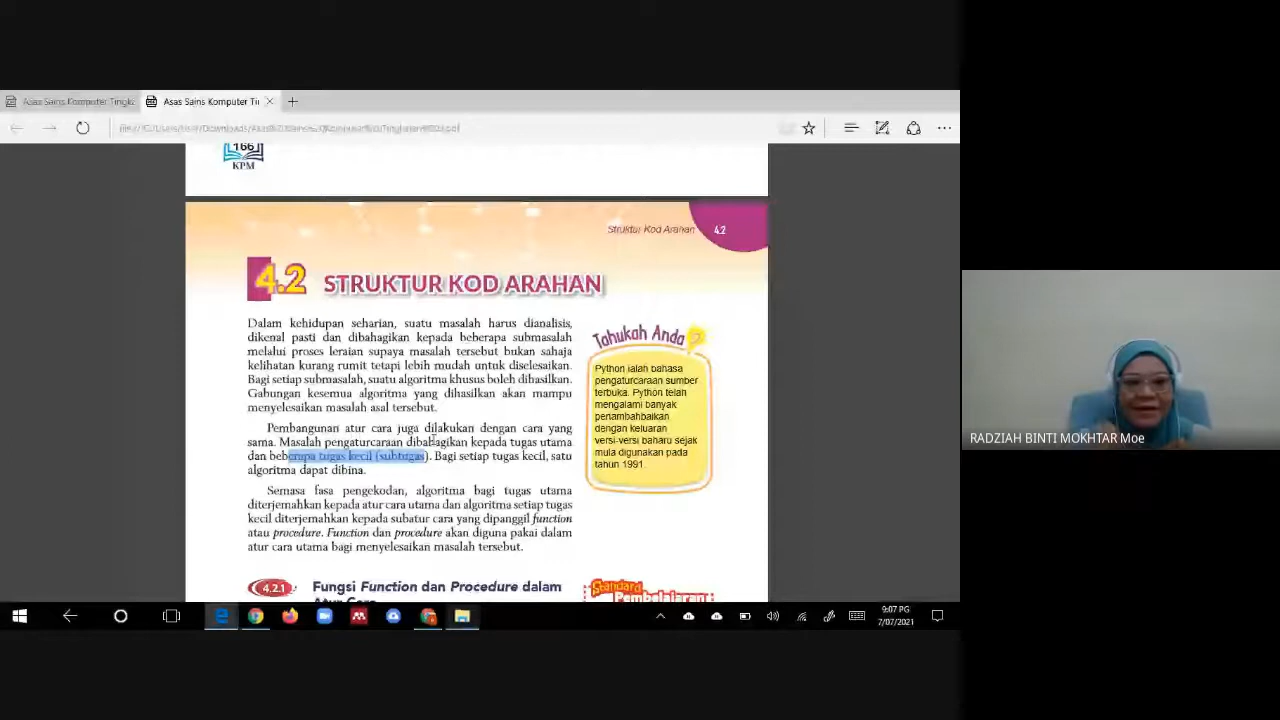 Asas Sains Komputer Tingka
Asas Sains Komputer Tin
166
KPM
Struktur Kod Arahan
4.2
4.2 STRUKTUR KOD ARAHAN
Dalam kehidupan seharian, suatu masalah harus dianalisis,
dikenal pasti dan dibahagikan kepada beberapa submasalah
melalui proses leraian supaya masalah tersebut bukan sahaja
kelihatan kurang rumit tetapi lebih mudah untuk diselesaikan.
Bagi setiap submasalah, suatu algoritma khusus boleh dihasilkan.
Gabungan kesemua algoritma yang dihasilkan akan mampu
menyelesaikan masalah asal tersebut.
Pembangunan atur cara juga dilakukan dengan cara yang
sama. Masalah pengaturcaraan dibahagikan kepada tugas utama
dan beberapa tugas kecil (subtugas). Bagi setiap tugas kecil, satu
algoritma dapat dibina.
Semasa fasa pengekodan, algoritma bagi tugas utama
diterjemahkan kepada atur cara utama dan algoritma setiap tugas
kecil diterjemahkan kepada subatur cara yang dipanggil function
atau procedure. Function dan procedure akan diguna pakai dalam
atur cara utama bagi menyelesaikan masalah tersebut.
Tahukah Anda
Python ialah bahasa
pengaturcaraan sumber
terbuka. Python telah
mengalami banyak
penambahbaikan
dengan keluaran
versi-versi baharu sejak
mula digunakan pada
tahun 1991.
4.2.1 Fungsi Function dan Procedure dalam
Atur Cara
Standard
Pembelajaran
RADZIAH BINTI MOKHTAR Moe
9:07 PG
7/07/2021